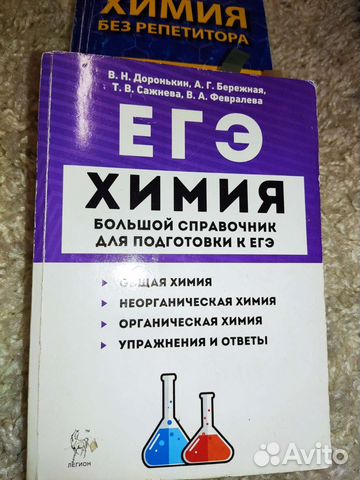 ХИМИЯ
БЕЗ РЕПЕТИТОРА
В. Н. Доронькин, А. Г. Бережная,
Т. В. Сажнева, В. А. Февралева
ЕГЭ
ХИМИЯ
БОЛЬШОЙ СПРАВОЧНИК
ДЛЯ ПОДГОТОВКИ К ЕГЭ
ОБЩАЯ ХИМИЯ
НЕОРГАНИЧЕСКАЯ ХИМИЯ
ОРГАНИЧЕСКАЯ ХИМИЯ
УПРАЖНЕНИЯ И ОТВЕТЫ
ЛЕГИОН
Avito